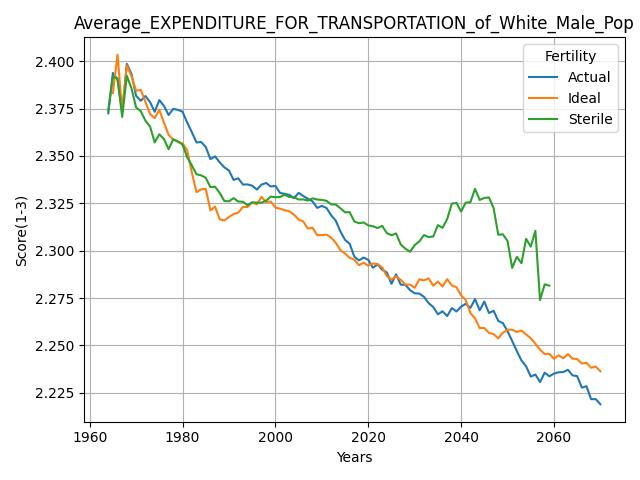 Average_EXPENDITURE_FOR_TRANSPORTATION_of_White_Male_Pop
Fertility
Actual
Ideal
Sterile
Score(1-3)
2.400
2.375
2.350
2.325
2.300
2.275
2.250
2.225
1960
1980
2000
2020
2040
2060
Years